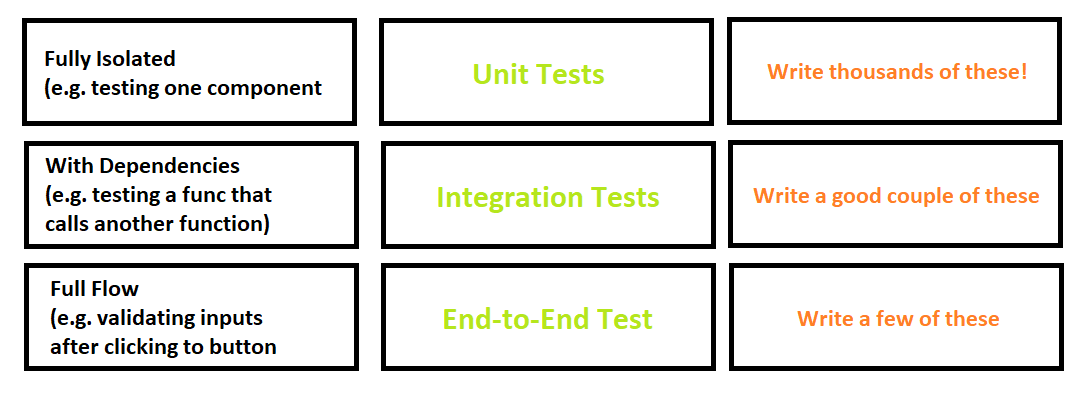 Fully Isolated
(e.g. testing one component
Unit Tests
Write thousands of these!
With Dependencies
(e.g. testing a func that
calls another function)
Integration Tests
Write a good couple of these
Full Flow
(e.g. validating inputs
after clicking to button
End-to-End Test
Write a few of these